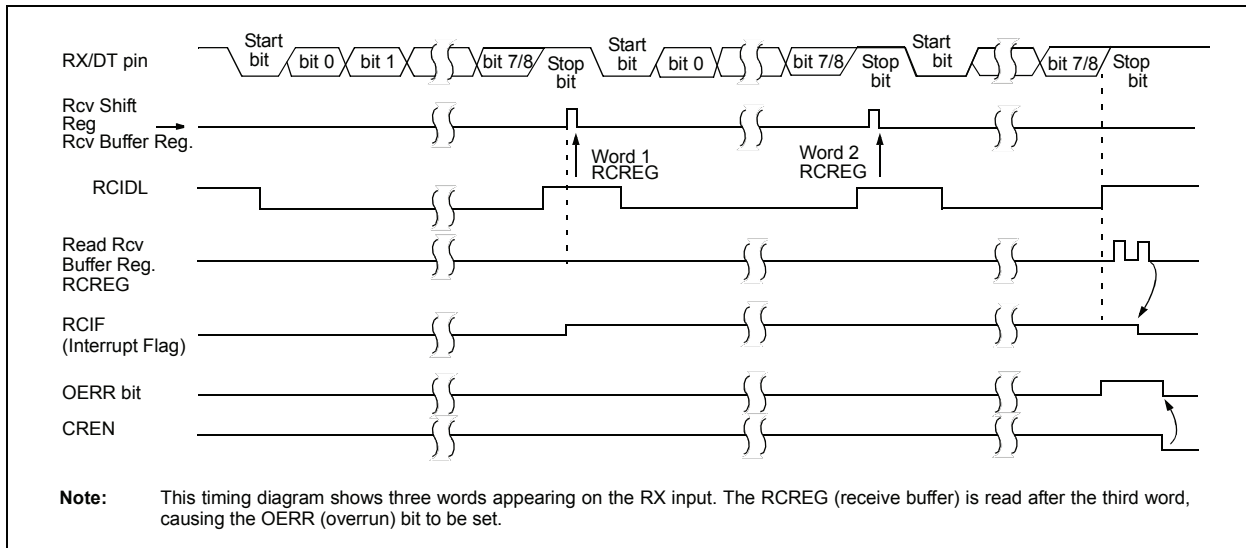 RX/DT pin
Start
bit
bit 0
bit 1
bit 7/8
Stop
bit
Start
bit
bit 0
bit 7/8
Stop
bit
Start
bit
bit 7/8
Stop
bit
Rcv Shift
Reg
Rcv Buffer Reg.
Word 1
RCREG
Word 2
RCREG
RCIDL
Read Rcv
Buffer Reg.
RCREG
RCIF
(Interrupt Flag)
OERR bit
CREN
Note: This timing diagram shows three words appearing on the RX input. The RCREG (receive buffer) is read after the third word,
causing the OERR (overrun) bit to be set.